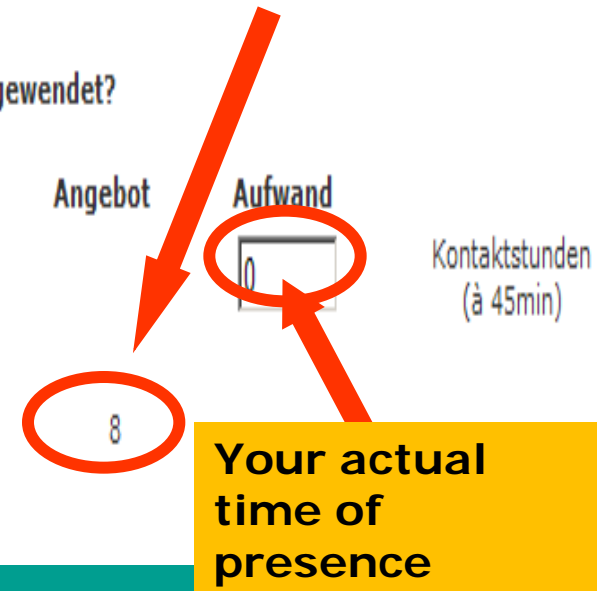 gewendet?
Angebot Aufwand
0 Kontaktstunden
(à 45min)
8
Your actual
time of
presence